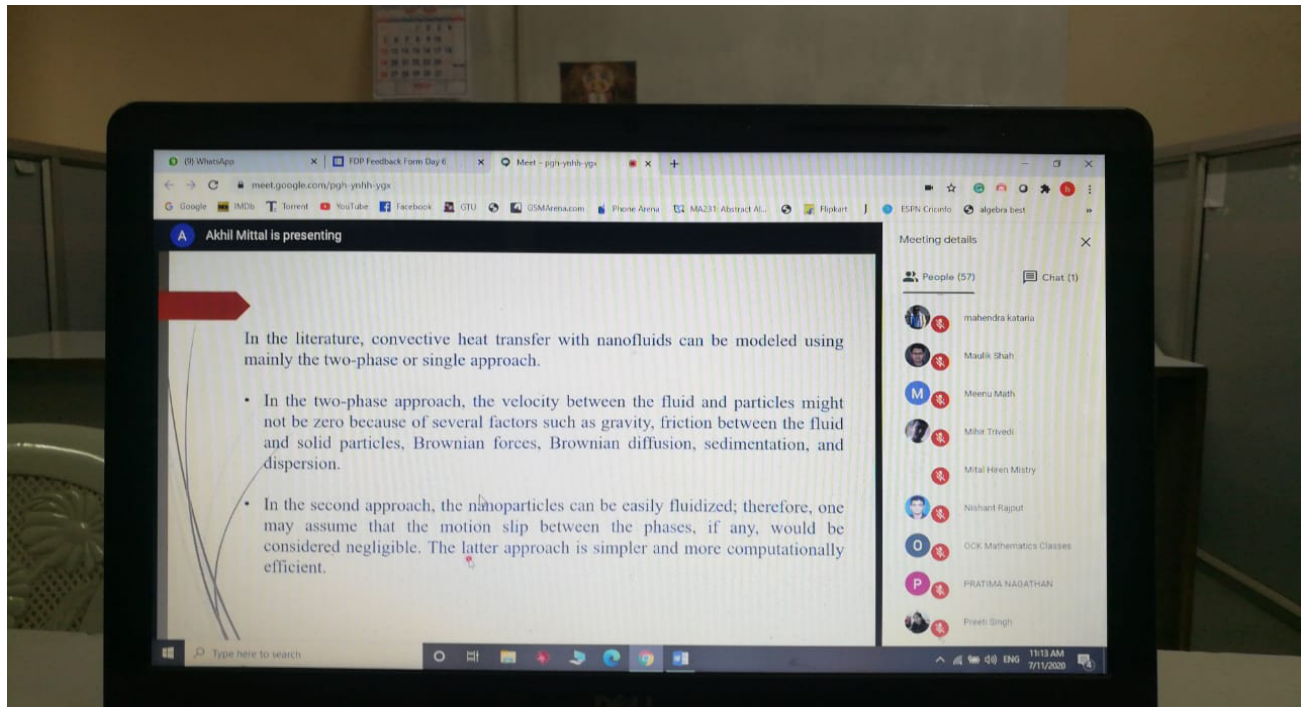 (9) WhatsApp
FDP Feedback Form Day 6
Meet - pgh-ynhh-ygx
meet.google.com/pgh-ynhh-ygx
Google
IMDb
Torrent
YouTube
Facebook
GTU
GSMArena.com
Phone Arena
MA231: Abstract Al...
Flipkart
ESPN Cricinfo
algebra best
A Akhil Mittal is presenting
Meeting details
People (57)
Chat (1)
In the literature, convective heat transfer with nanofluids can be modeled using
mainly the two-phase or single approach.
• In the two-phase approach, the velocity between the fluid and particles might
not be zero because of several factors such as gravity, friction between the fluid
and solid particles, Brownian forces, Brownian diffusion, sedimentation, and
dispersion.
• In the second approach, the nanoparticles can be easily fluidized; therefore, one
may assume that the motion slip between the phases, if any, would be
considered negligible. The latter approach is simpler and more computationally
efficient.
mahendra kataria
Maulik Shah
M Meenu Math
Mihir Trivedi
Mital Hiren Mistry
Nishant Rajput
O OCK Mathematics Classes
P PRATIMA NAGATHAN
Preeti Singh
Type here to search
ENG
11:13 AM
7/11/2020